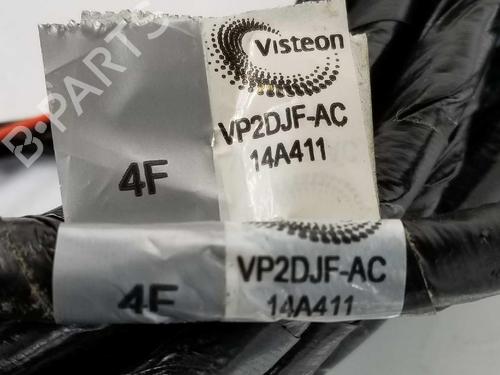 Visteon
VP2DJF-AC
14A411
4F
VP2DJF-AC
14A411
4F
B-PARTS